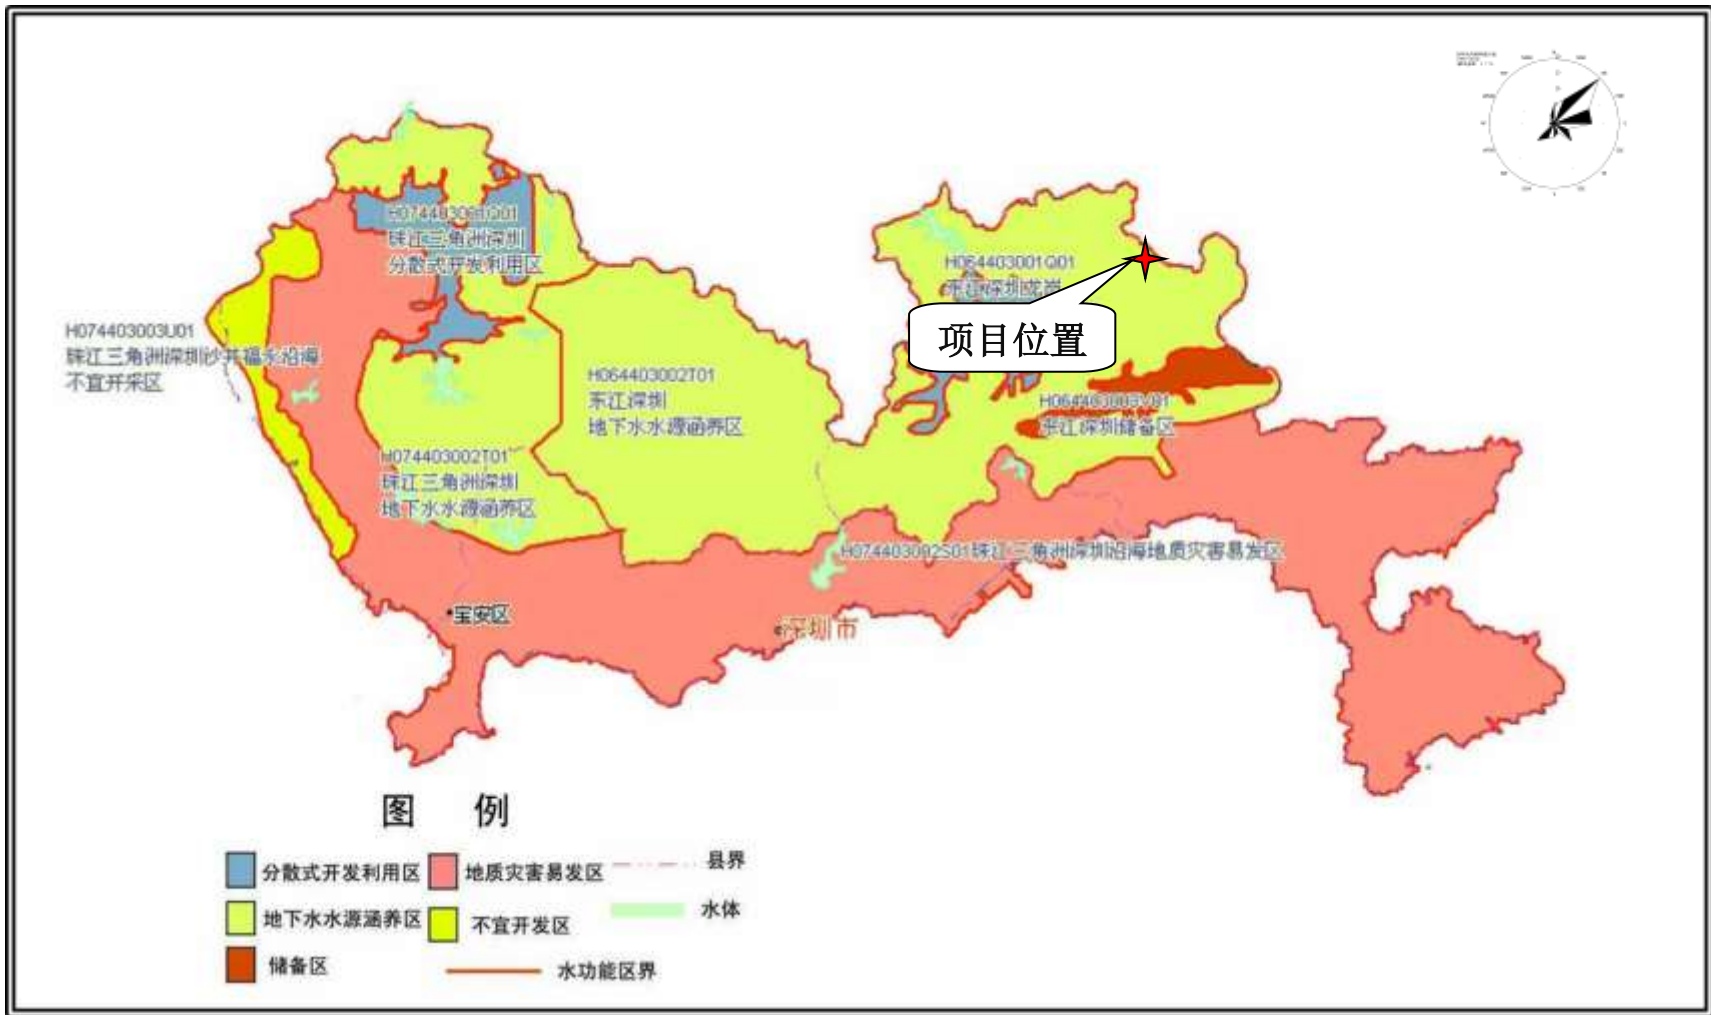 H074403001Q01
珠江三角洲深圳
分散式开发利用区
H064403001Q01
东江深圳龙岗
项目位置
H074403003U01
珠江三角洲深圳沙井福永沿海
不宜开采区
H064403002T01
东江深圳
地下水水源涵养区
H064403003V01
东江深圳储备区
H074403002T01
珠江三角洲深圳
地下水水源涵养区
H074403002S01珠江三角洲深圳沿海地质灾害易发区
宝安区
深圳市
图 例
分散式开发利用区
地质灾害易发区
县界
地下水水源涵养区
不宜开发区
水体
储备区
水功能区界